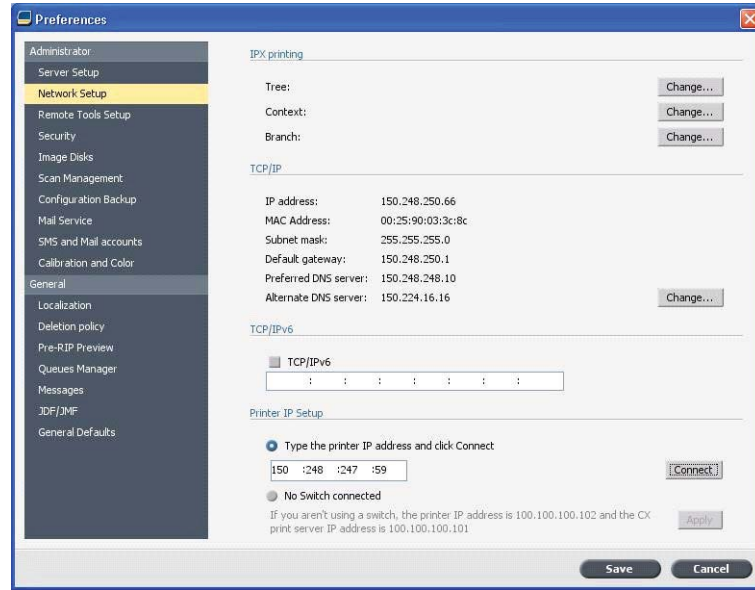 Preferences
Administrator
Server Setup
Network Setup
Remote Tools Setup
Security
Image Disks
Scan Management
Configuration Backup
Mail Service
SMS and Mail accounts
Calibration and Color
General
Localization
Deletion policy
Pre-RIP Preview
Queues Manager
Messages
JDF/JMF
General Defaults
IPX printing
Tree: Change...
Context: Change...
Branch: Change...
TCP/IP
IP address: 150.248.250.66
MAC Address: 00:25:90:03:3c:8c
Subnet mask: 255.255.255.0
Default gateway: 150.248.250.1
Preferred DNS server: 150.248.248.10
Alternate DNS server: 150.224.16.16 Change...
TCP/IPv6
TCP/IPv6
: : : : : : :
Printer IP Setup
Type the printer IP address and click Connect
150 :248 :247 :59 Connect
No Switch connected
If you aren't using a switch, the printer IP address is 100.100.100.102 and the CX
print server IP address is 100.100.100.101
Apply
Save Cancel